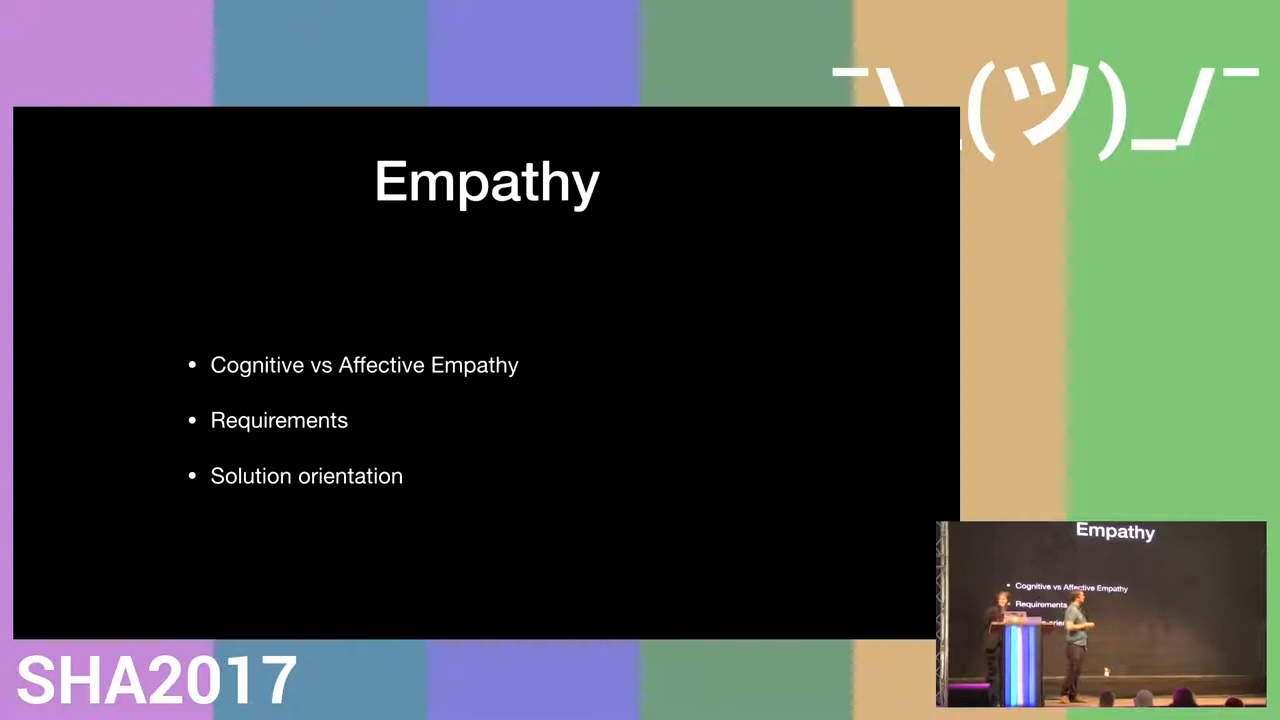 ¯\_(ツ)_/¯
Empathy
• Cognitive vs Affective Empathy
• Requirements
• Solution orientation
Empathy
• Cognitive vs Affective Empathy
• Requirements
SHA2017